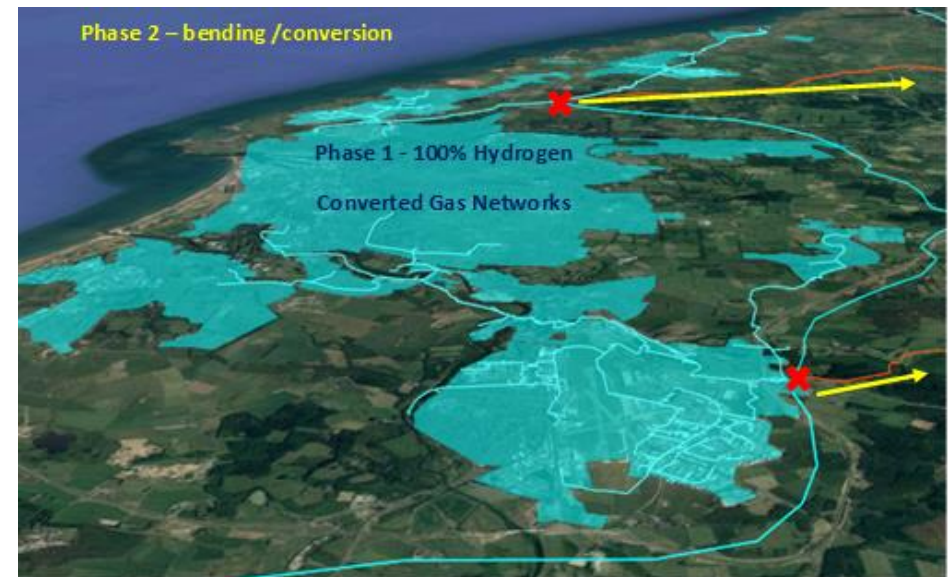 Phase 2 – bending /conversion
Phase 1 - 100% Hydrogen
Converted Gas Networks